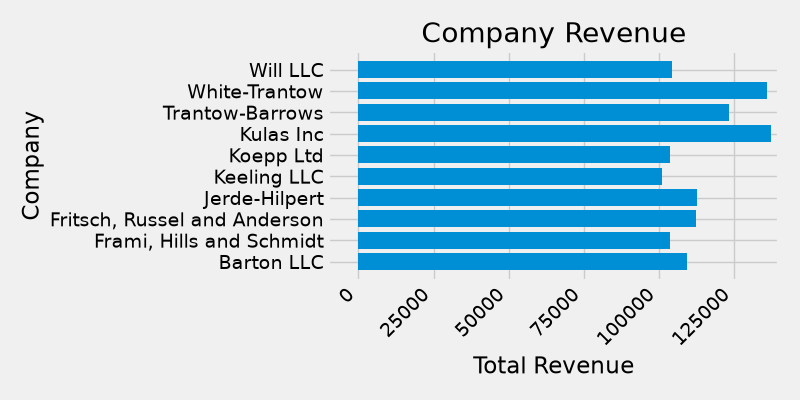 Company Revenue
Will LLC
White-Trantow
Trantow-Barrows
Kulas Inc
Koepp Ltd
Keeling LLC
Jerde-Hilpert
Fritsch, Russel and Anderson
Frami, Hills and Schmidt
Barton LLC
Company
0
25000
50000
75000
100000
125000
Total Revenue